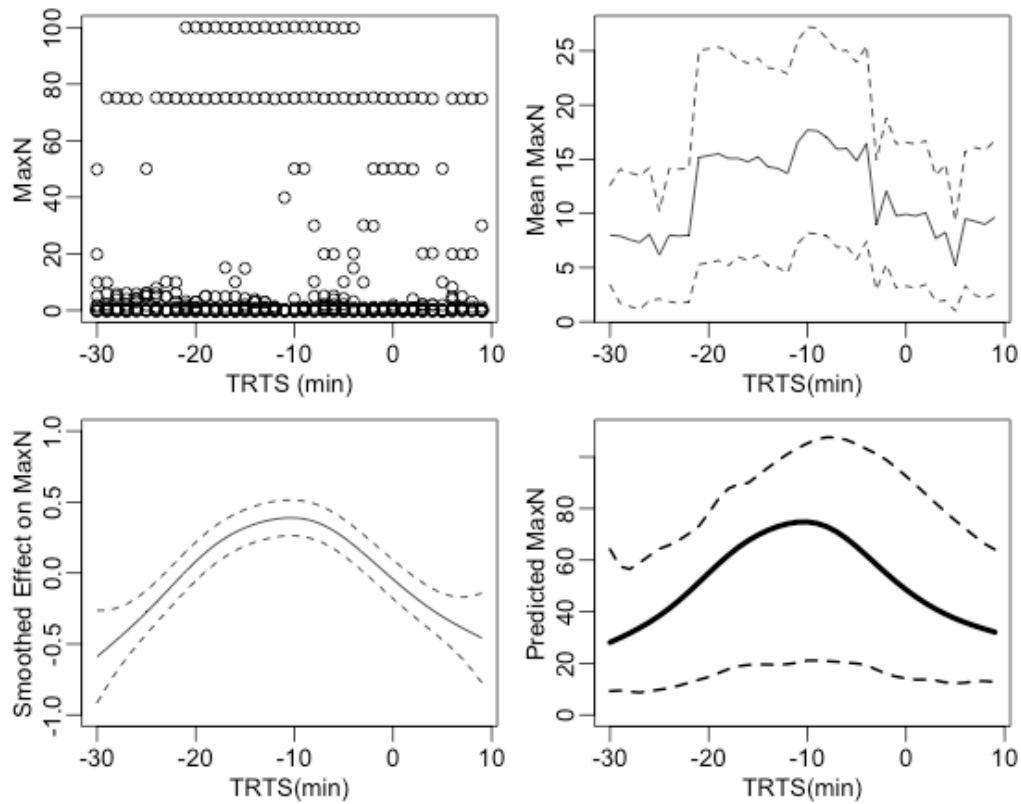 MaxN
0 20 40 60 80 100
-30 -20 -10 0 10
TRTS (min)
Mean MaxN
0 5 10 15 20 25
-30 -20 -10 0 10
TRTS(min)
Smoothed Effect on MaxN
-1.0 -0.5 0.0 0.5 1.0
-30 -20 -10 0 10
TRTS(min)
Predicted MaxN
0 20 40 60 80
-30 -20 -10 0 10
TRTS(min)